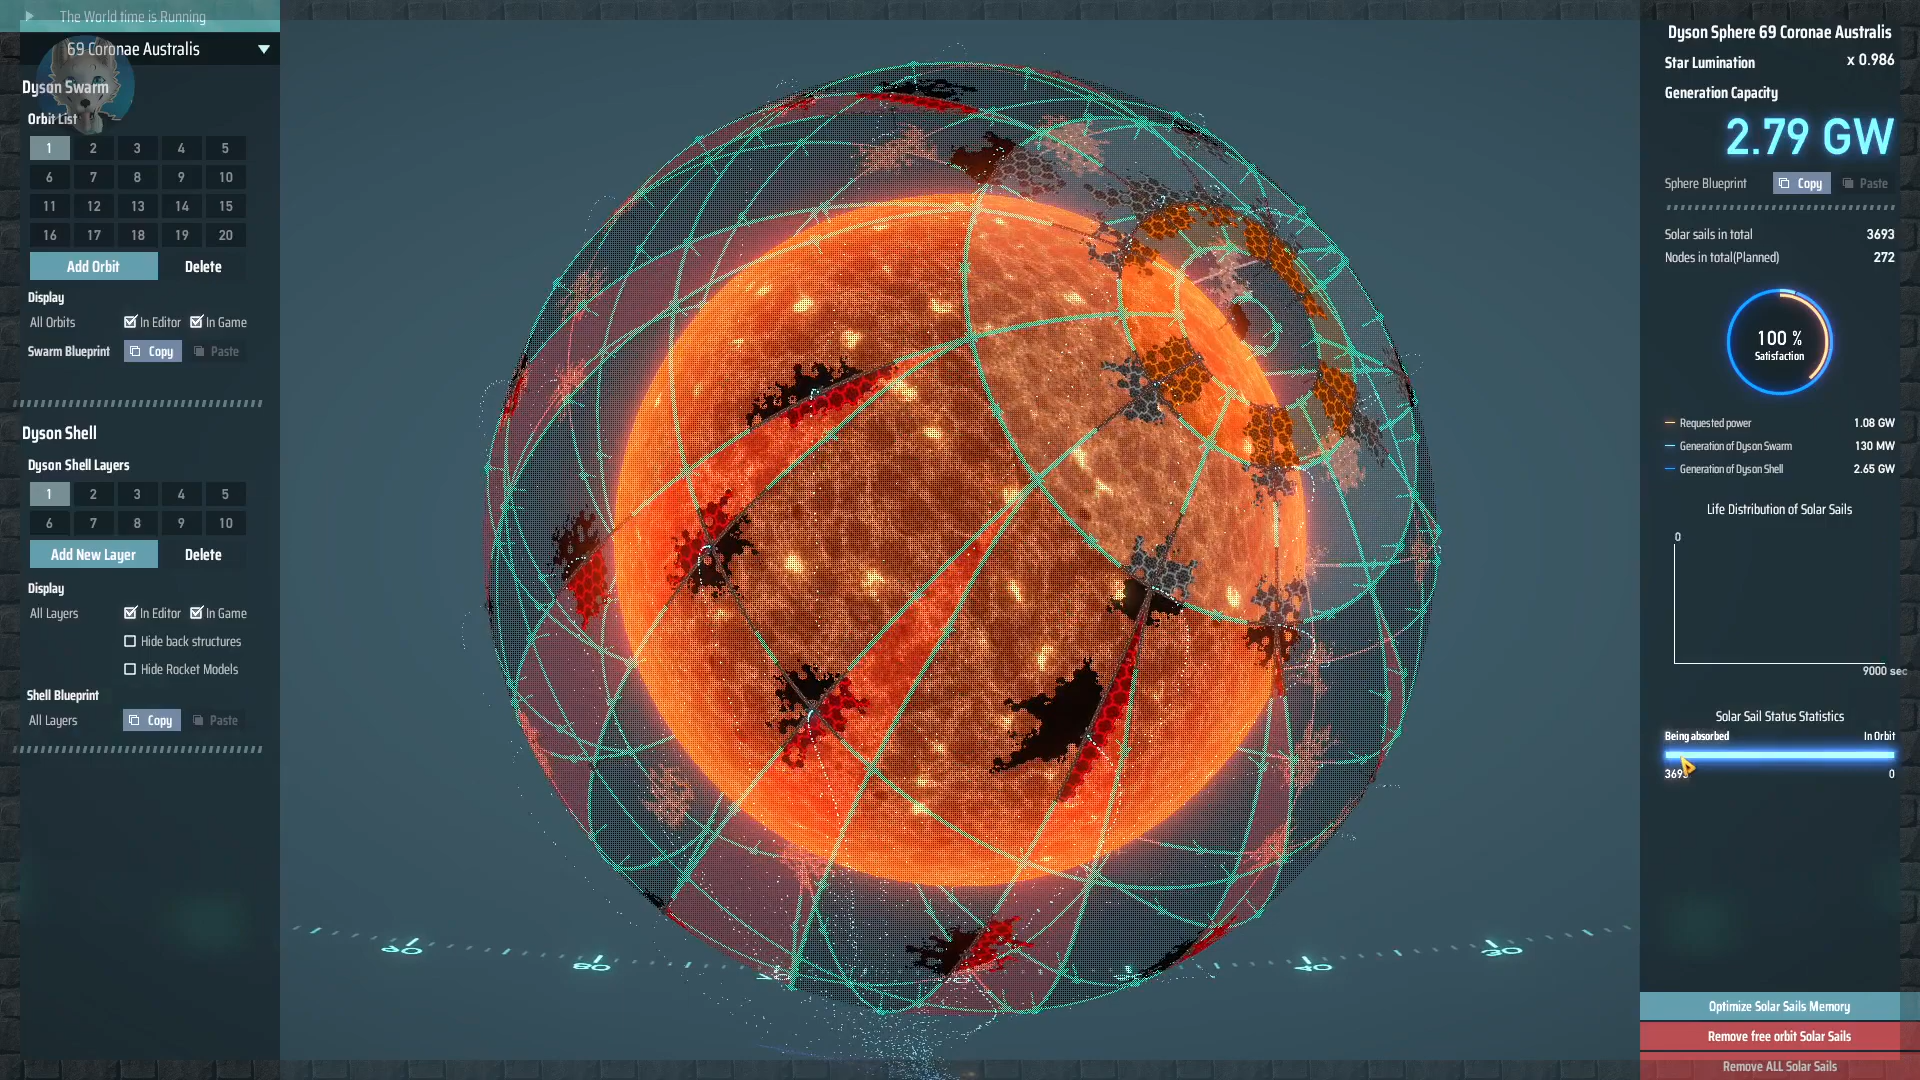 The World time is Running
69 Coronae Australis
Dyson Swarm
Orbit List
1 2 3 4 5
6 7 8 9 10
11 12 13 14 15
16 17 18 19 20
Add Orbit Delete
Display
All Orbits In Editor In Game
Swarm Blueprint Copy Paste
Dyson Shell
Dyson Shell Layers
1 2 3 4 5
6 7 8 9 10
Add New Layer Delete
Display
All Layers In Editor In Game
Hide back structures
Hide Rocket Models
Shell Blueprint
All Layers Copy Paste
Dyson Sphere 69 Coronae Australis
Star Lumination x 0.986
Generation Capacity
2.79 GW
Sphere Blueprint Copy Paste
Solar sails in total 3693
Nodes in total(Planned) 272
100 %
Satisfaction
Requested power 1.08 GW
Generation of Dyson Swarm 130 MW
Generation of Dyson Shell 2.65 GW
Life Distribution of Solar Sails
0
9000 sec
Solar Sail Status Statistics
Being absorbed In Orbit
3693 0
Optimize Solar Sails Memory
Remove free orbit Solar Sails
Remove ALL Solar Sails